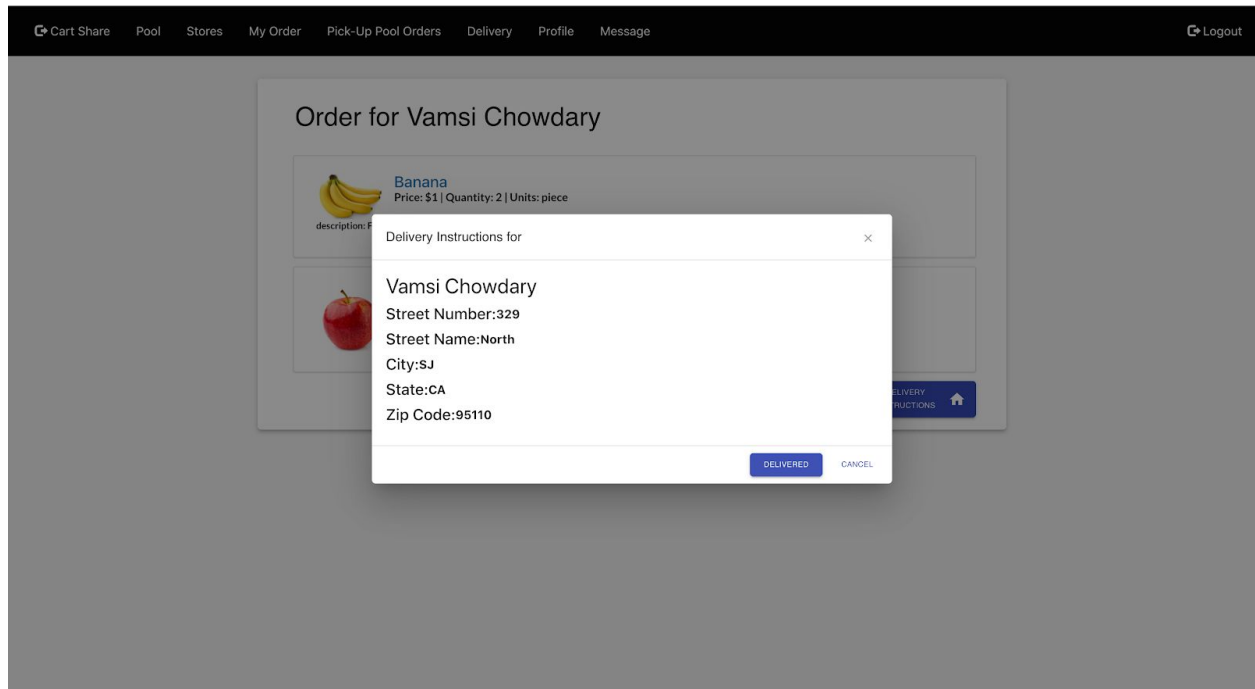 Cart Share Pool Stores My Order Pick-Up Pool Orders Delivery Profile Message Logout
Order for Vamsi Chowdary
Banana
Price: $1 | Quantity: 2 | Units: piece
description:
Delivery Instructions for ×
Vamsi Chowdary
Street Number:329
Street Name:North
City:SJ
State:CA
Zip Code:95110
DELIVERED CANCEL